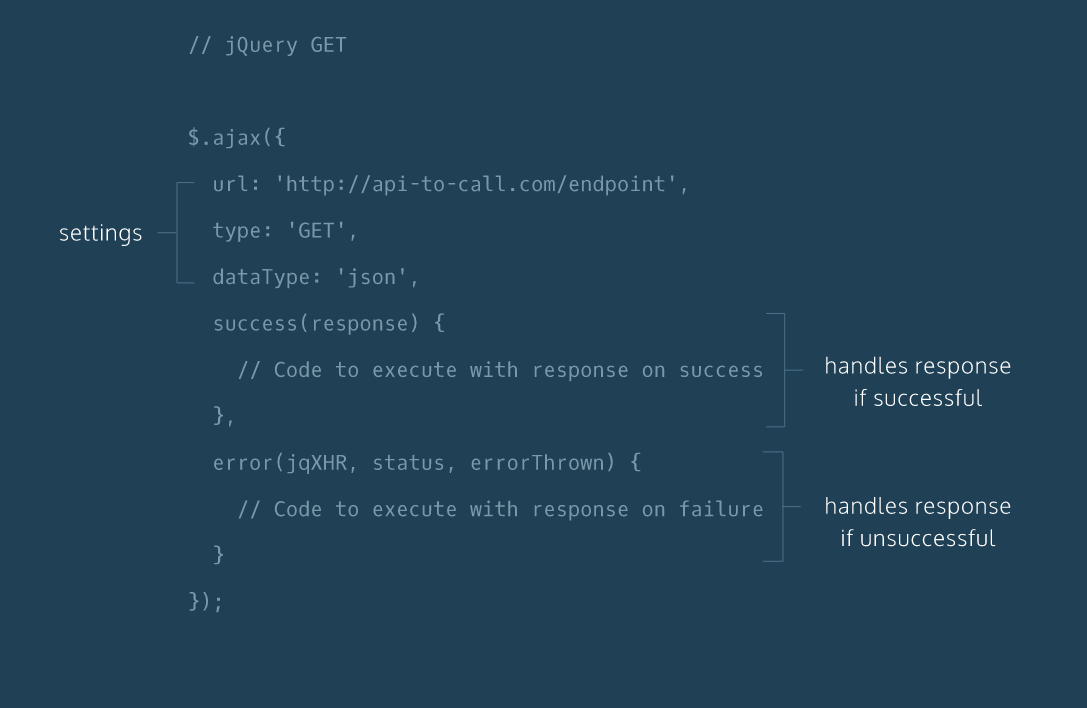 // jQuery GET
$.ajax({
url: 'http://api-to-call.com/endpoint',
settings
type: 'GET',
dataType: 'json',
success(response) {
// Code to execute with response on success
handles response
if successful
},
error(jqXHR, status, errorThrown) {
// Code to execute with response on failure
handles response
if unsuccessful
}
});